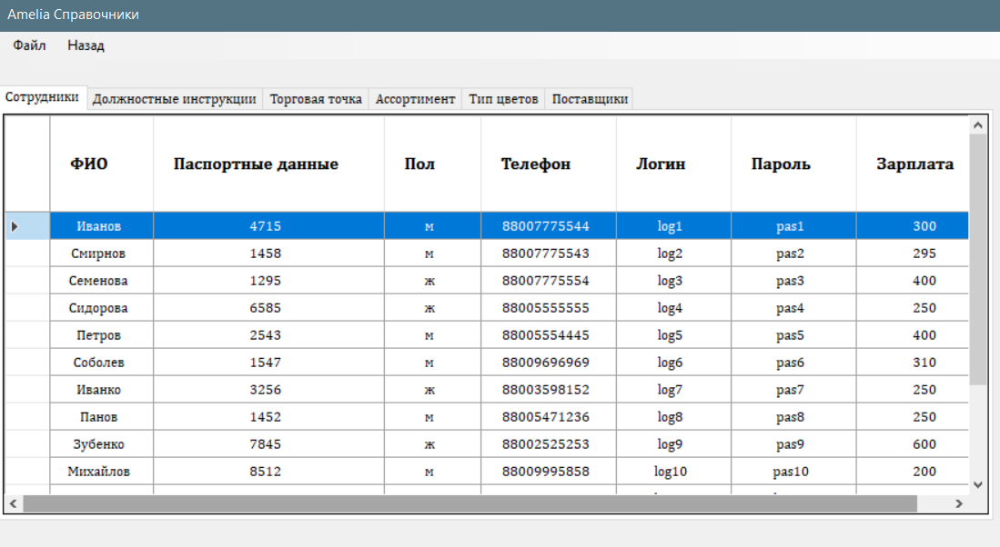 Amelia Справочники
Файл Назад
Сотрудники Должностные инструкции Торговая точка Ассортимент Тип цветов Поставщики
ФИО Паспортные данные Пол Телефон Логин Пароль Зарплата
Иванов 4715 м 88007775544 log1 pas1 300
Смирнов 1458 м 88007775543 log2 pas2 295
Семенова 1295 ж 88007775554 log3 pas3 400
Сидорова 6585 ж 88005555555 log4 pas4 250
Петров 2543 м 88005554445 log5 pas5 400
Соболев 1547 м 88009696969 log6 pas6 310
Иванко 3256 ж 88003598152 log7 pas7 250
Панов 1452 м 88005471236 log8 pas8 250
Зубенко 7845 ж 88002525253 log9 pas9 600
Михайлов 8512 м 88009995858 log10 pas10 200